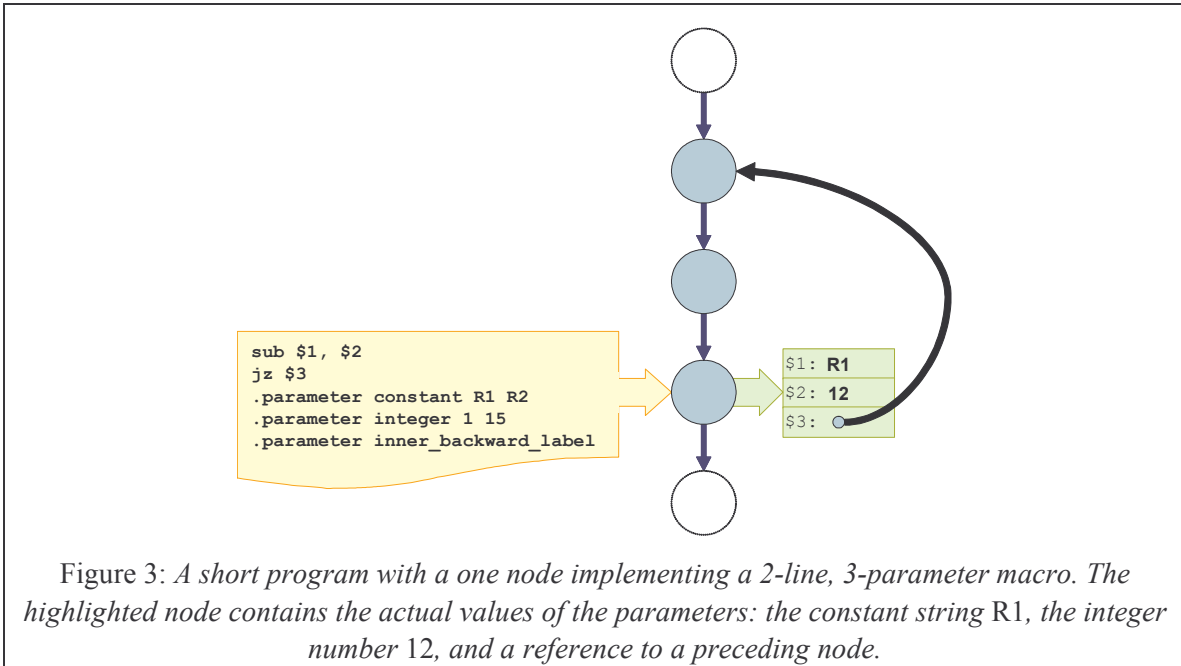 sub $1, $2
jz $3
.parameter constant R1 R2
.parameter integer 1 15
.parameter inner_backward_label
$1: R1
$2: 12
$3:
Figure 3: A short program with a one node implementing a 2-line, 3-parameter macro. The
highlighted node contains the actual values of the parameters: the constant string R1, the integer
number 12, and a reference to a preceding node.